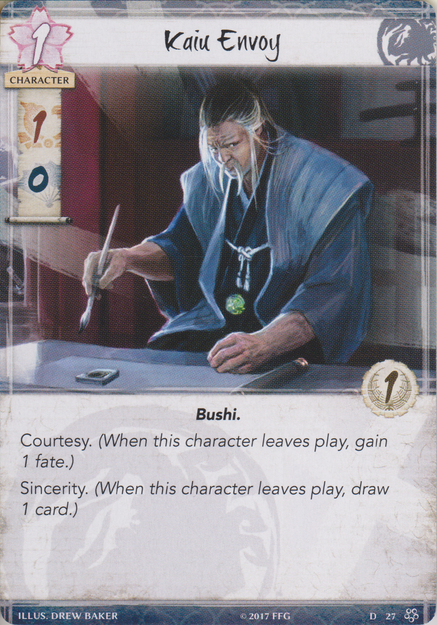 1
Kaiu Envoy
CHARACTER
1
0
1
Bushi.
Courtesy. (When this character leaves play, gain
1 fate.)
Sincerity. (When this character leaves play, draw
1 card.)
ILLUS. DREW BAKER
© 2017 FFG
D 27